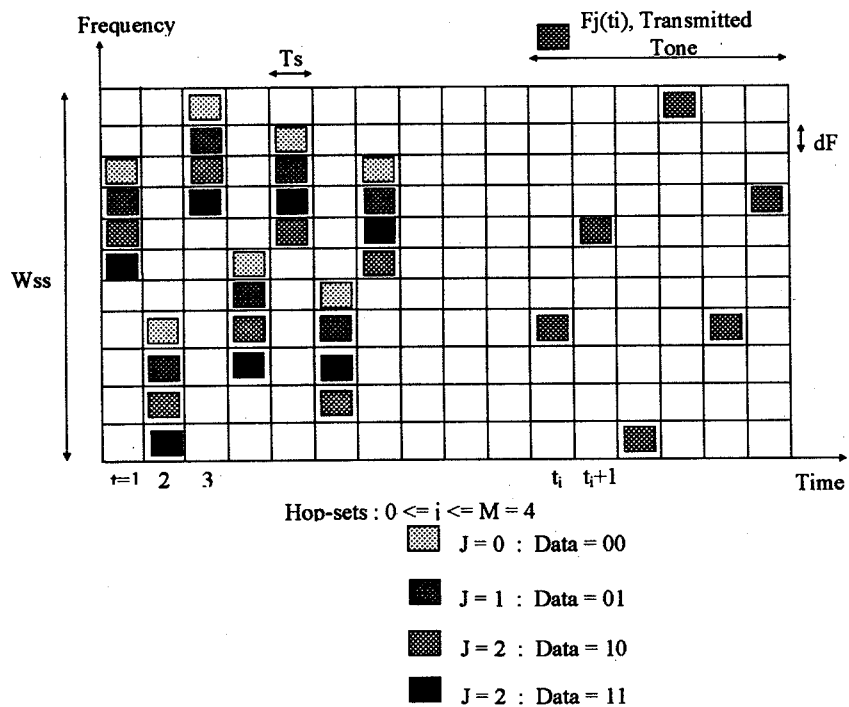 Frequency
Fj(ti), Transmitted
Tone
Ts
dF
Wss
t=1 2 3 ti ti+1 Time
Hop-sets : 0 <= j <= M = 4
J = 0 : Data = 00
J = 1 : Data = 01
J = 2 : Data = 10
J = 2 : Data = 11